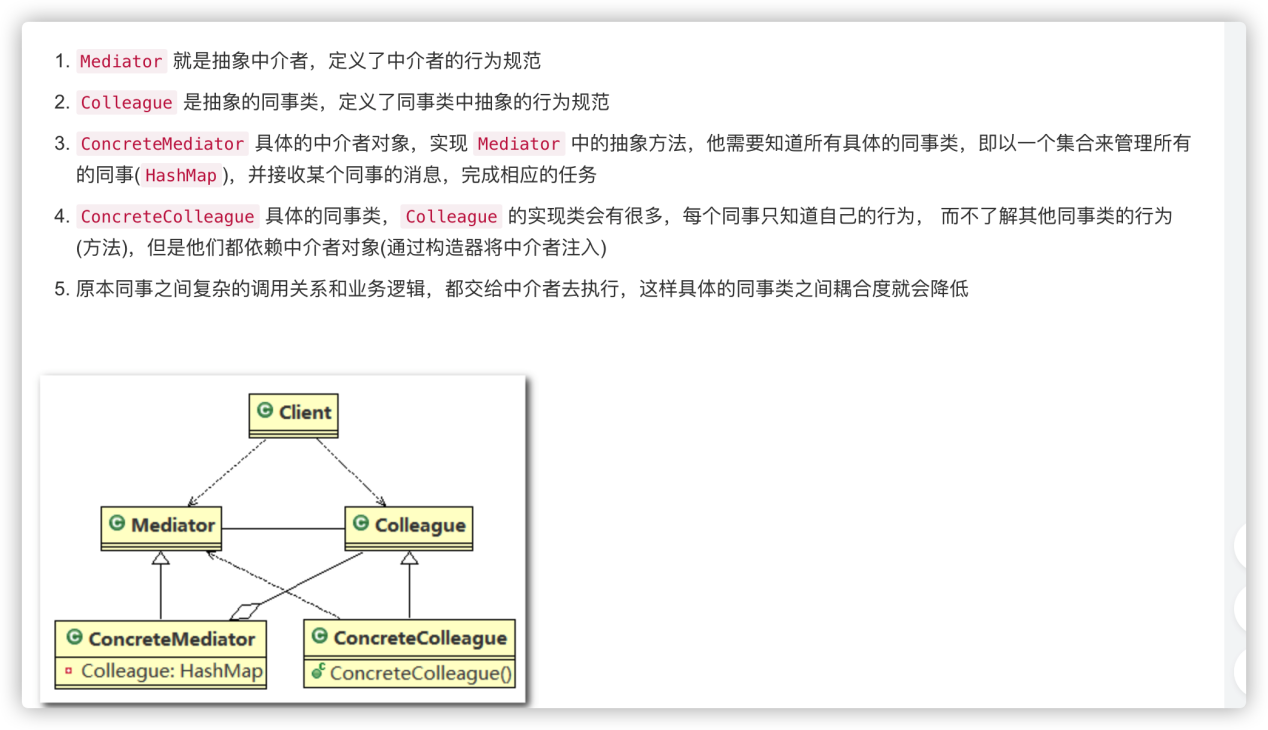 1. Mediator 就是抽象中介者，定义了中介者的行为规范
2. Colleague 是抽象的同事类，定义了同事类中抽象的行为规范
3. ConcreteMediator 具体的中介者对象，实现 Mediator 中的抽象方法，他需要知道所有具体的同事类，即以一个集合来管理所有
的同事(HashMap)，并接收某个同事的消息，完成相应的任务
4. ConcreteColleague 具体的同事类，Colleague 的实现类会有很多，每个同事只知道自己的行为， 而不了解其他同事类的行为
(方法)，但是他们都依赖中介者对象(通过构造器将中介者注入)
5. 原本同事之间复杂的调用关系和业务逻辑，都交给中介者去执行，这样具体的同事类之间耦合度就会降低
C Client
C Mediator
C Colleague
C ConcreteMediator
Colleague: HashMap
C ConcreteColleague
C ConcreteColleague()